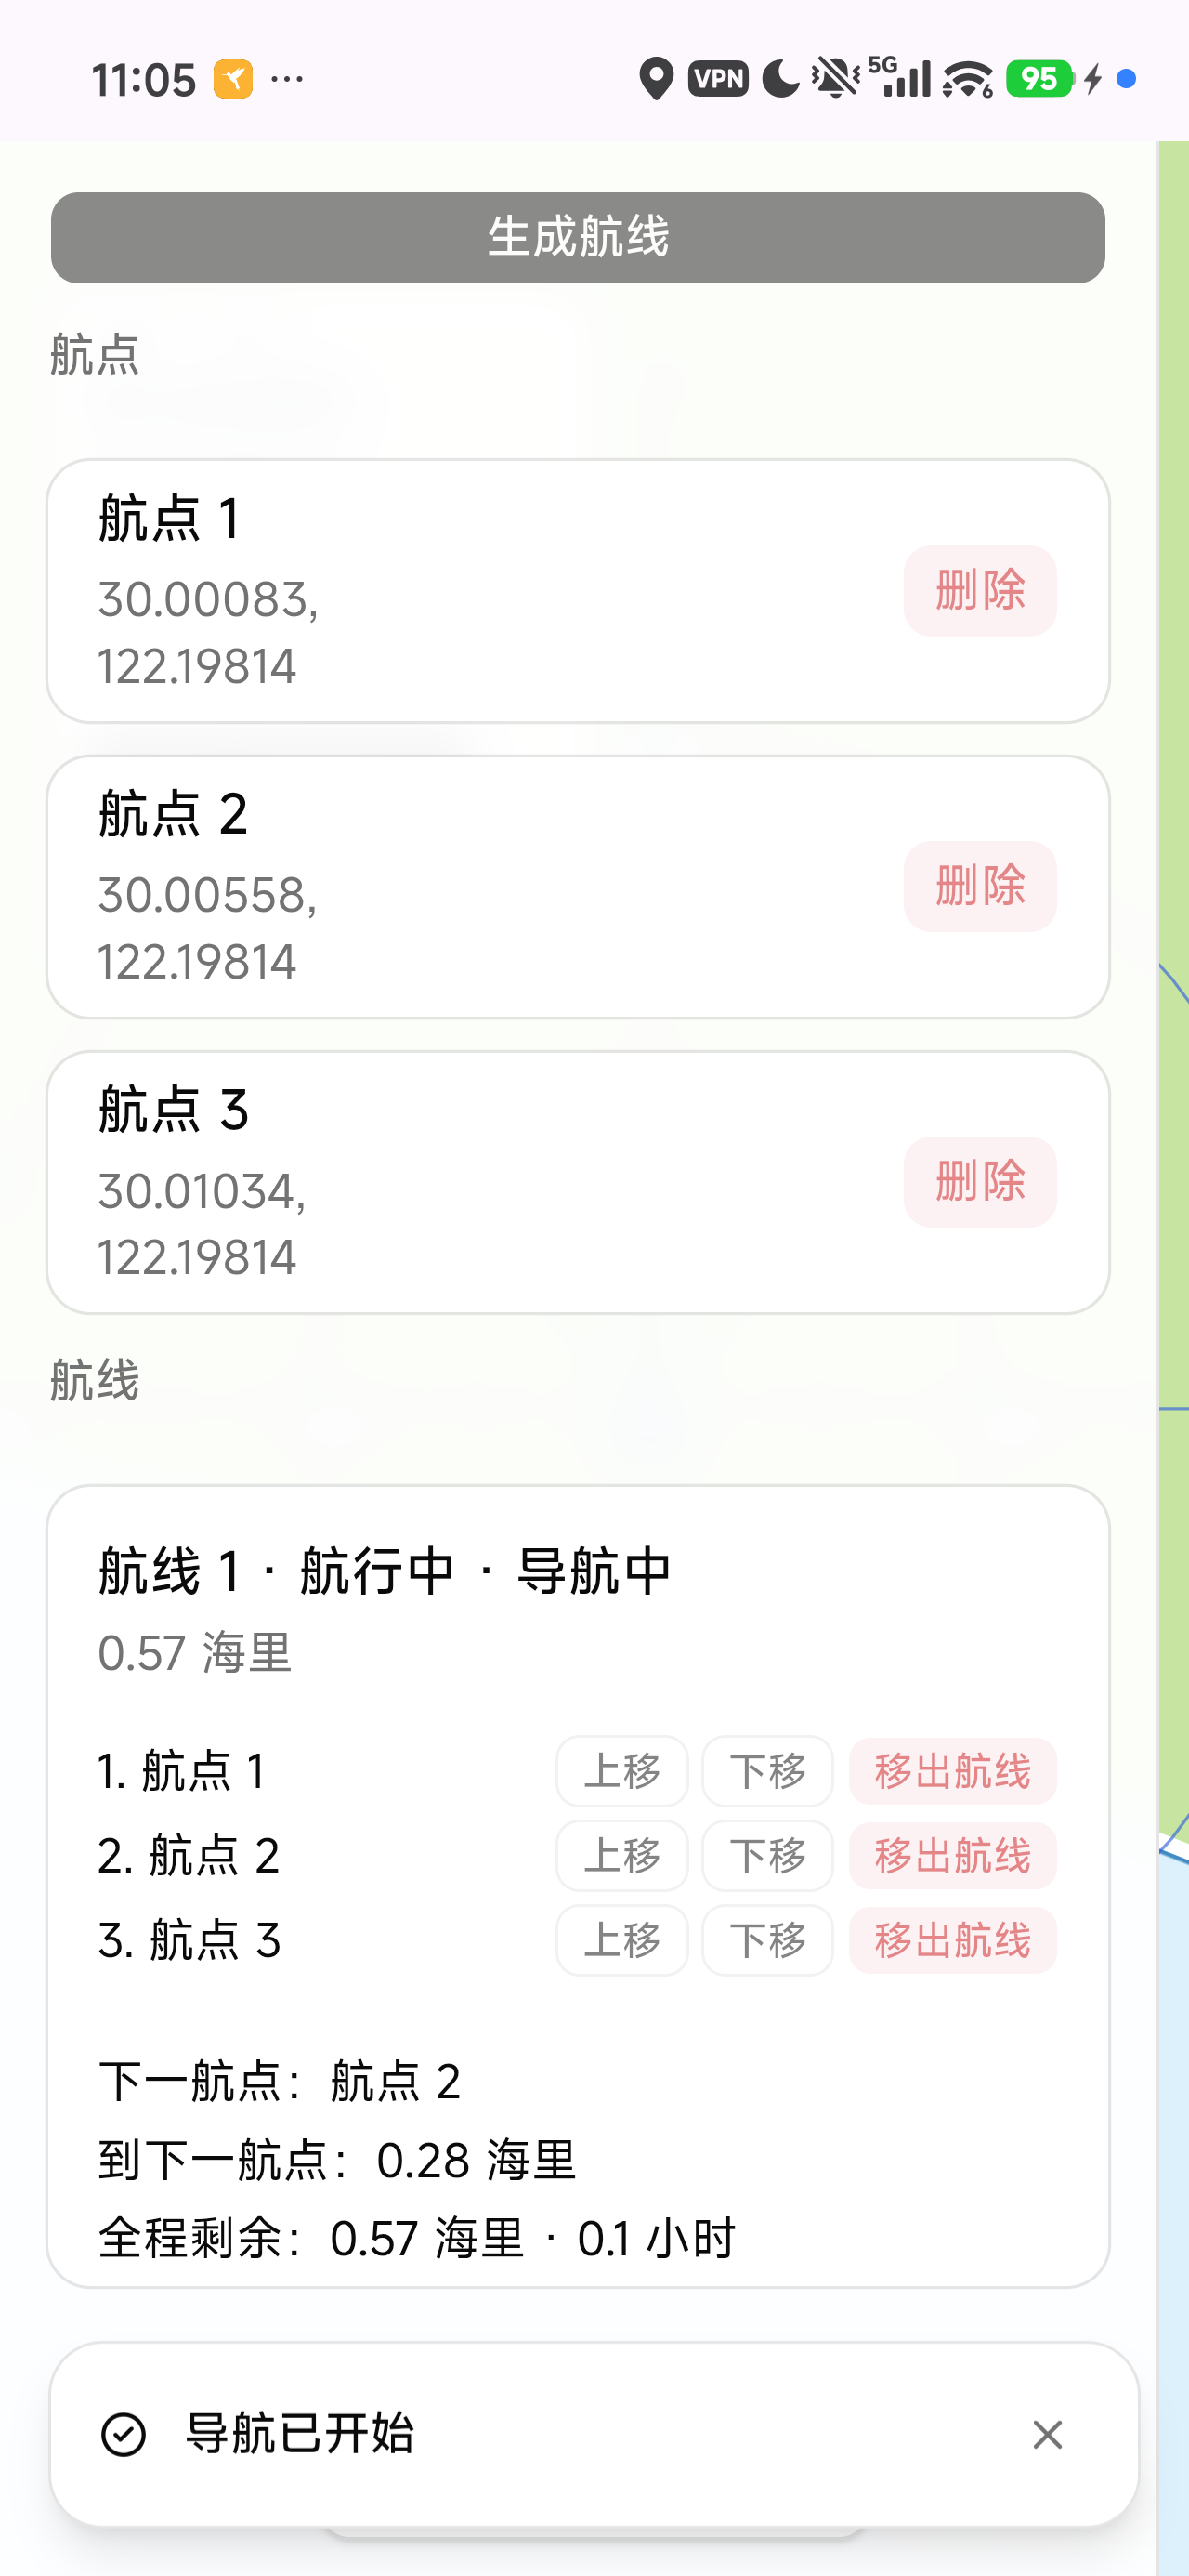 11:05 ... VPN 5G 6 95
生成航线
航点
航点 1
30.00083,
122.19814
删除
航点 2
30.00558,
122.19814
删除
航点 3
30.01034,
122.19814
删除
航线
航线 1 · 航行中 · 导航中
0.57 海里
1. 航点 1 上移 下移 移出航线
2. 航点 2 上移 下移 移出航线
3. 航点 3 上移 下移 移出航线
下一航点：航点 2
到下一航点：0.28 海里
全程剩余：0.57 海里 · 0.1 小时
导航已开始